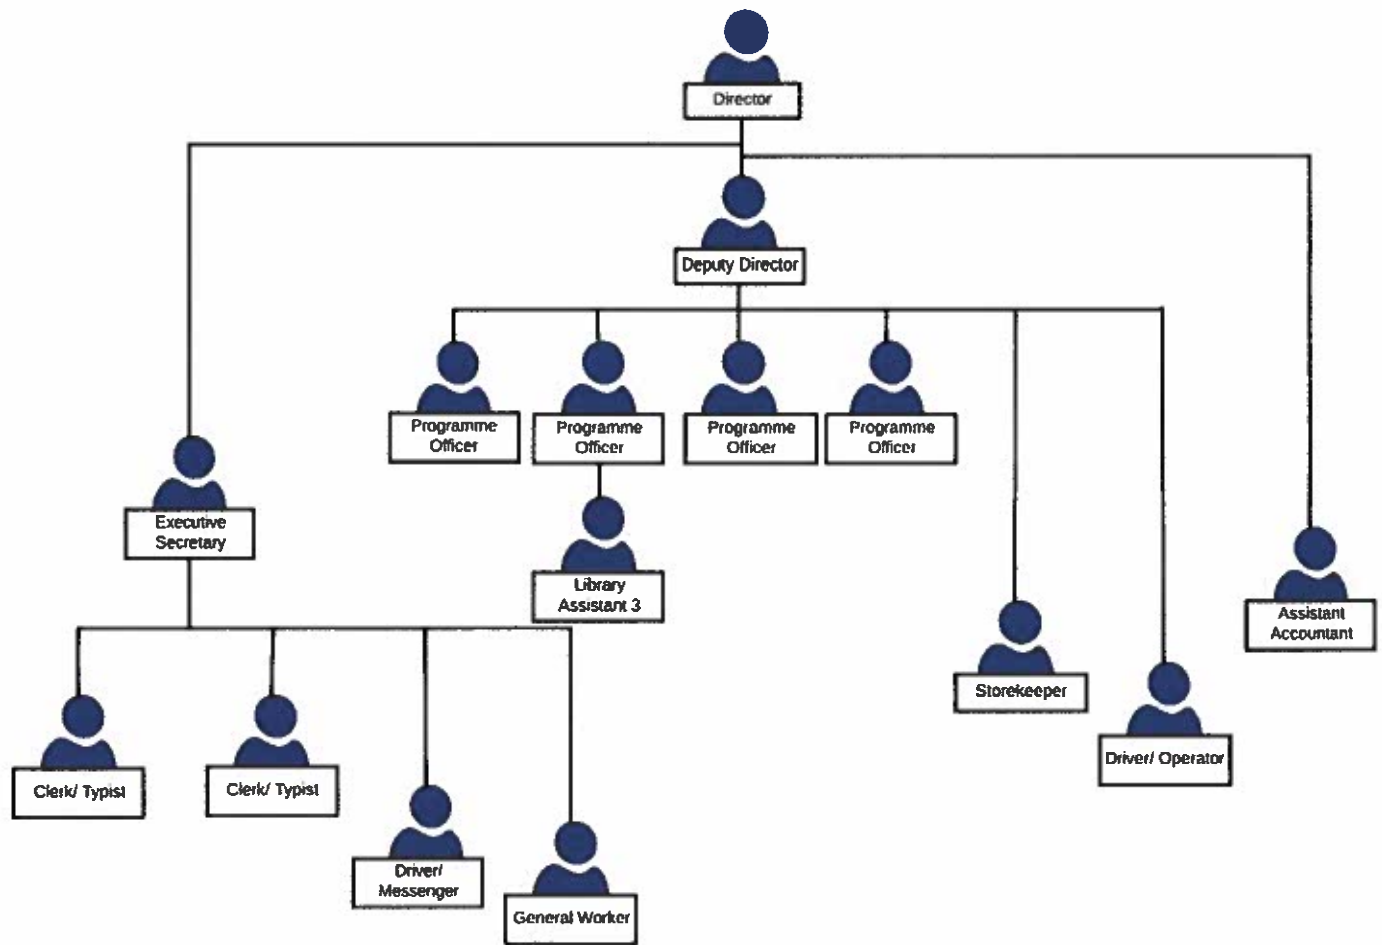 Director
Deputy Director
Programme
Officer
Programme
Officer
Programme
Officer
Programme
Officer
Executive
Secretary
Library
Assistant 3
Assistant
Accountant
Storekeeper
Driver/ Operator
Clerk/ Typist
Clerk/ Typist
Driver/
Messenger
General Worker